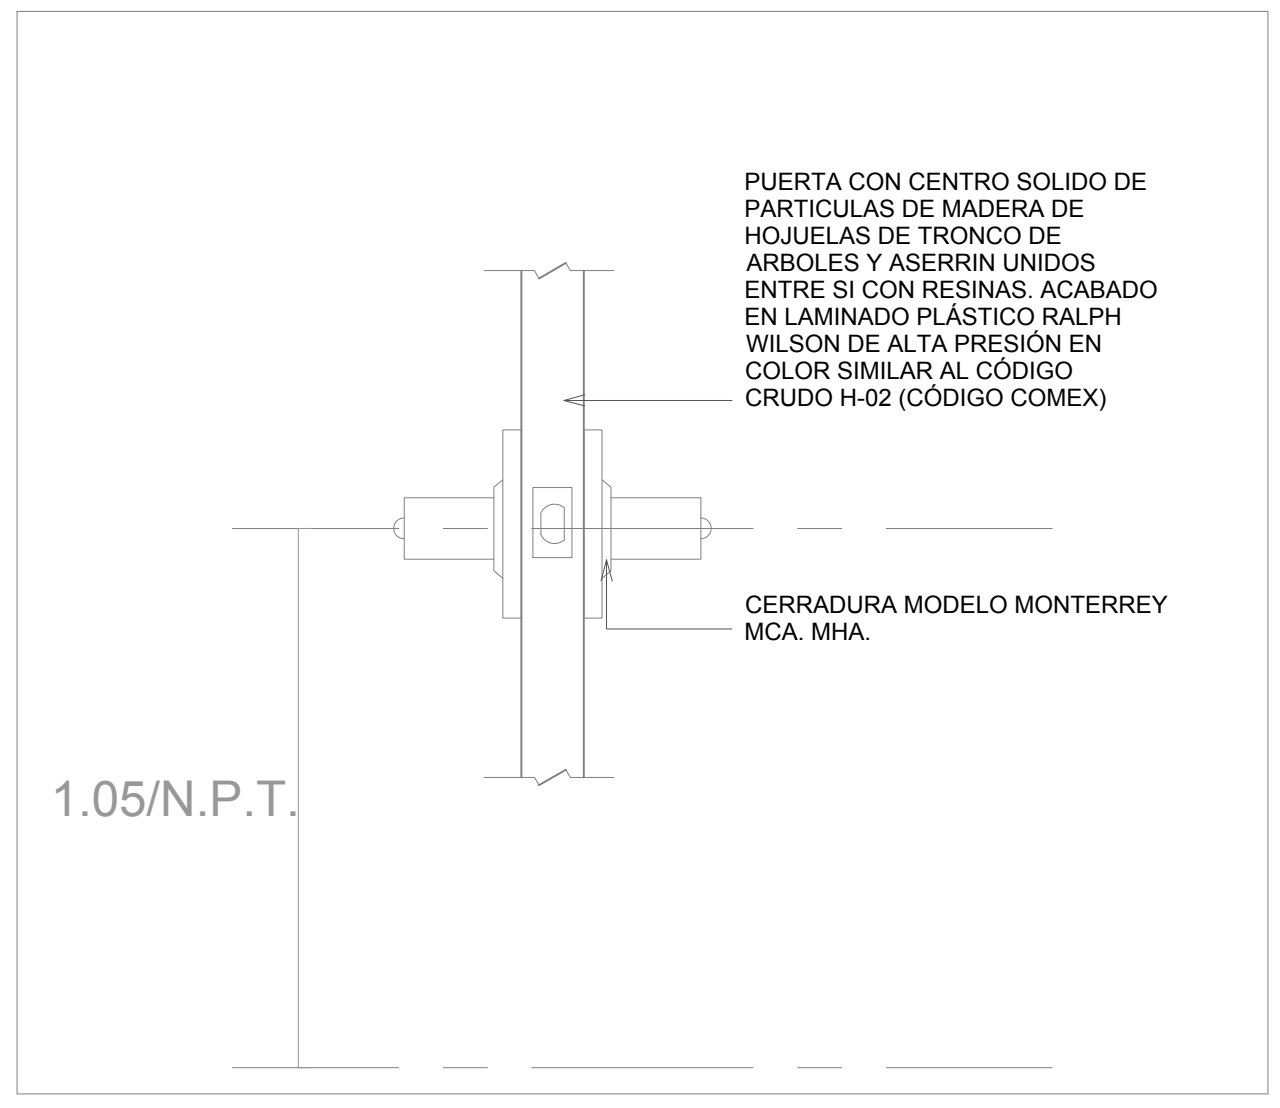 PUERTA CON CENTRO SOLIDO DE
PARTICULAS DE MADERA DE
HOJUELAS DE TRONCO DE
ARBOLES Y ASERRIN UNIDOS
ENTRE SI CON RESINAS. ACABADO
EN LAMINADO PLÁSTICO RALPH
WILSON DE ALTA PRESIÓN EN
COLOR SIMILAR AL CÓDIGO
CRUDO H-02 (CÓDIGO COMEX)
CERRADURA MODELO MONTERREY
MCA. MHA.
1.05/N.P.T.